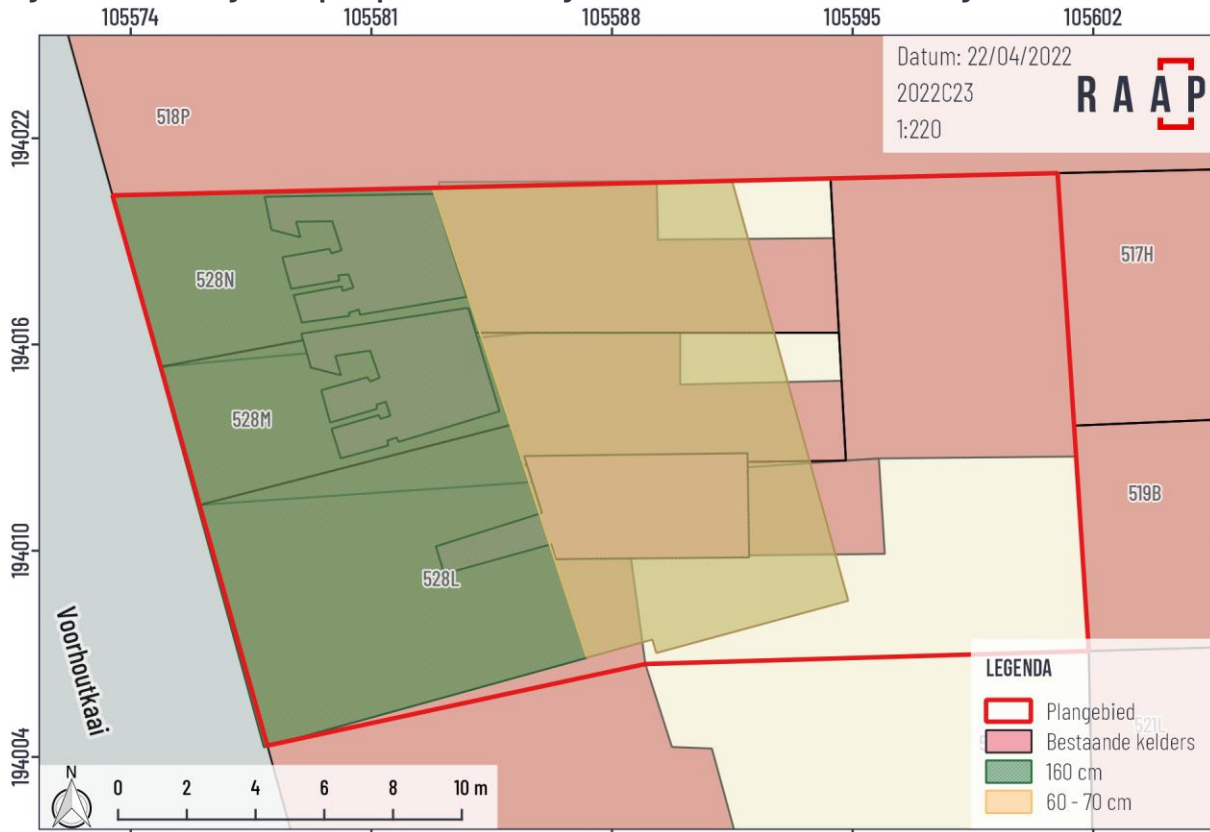 105574 105581 105588 105595 105602
Datum: 22/04/2022
2022C23
1:220
RAAP
518P
194022
528N
517H
194016
528M
519B
194010
528L
Voorhoutkaai
LEGENDA
Plangebied
Bestaande kelders
160 cm
60 - 70 cm
521L
194004
N
0 2 4 6 8 10 m